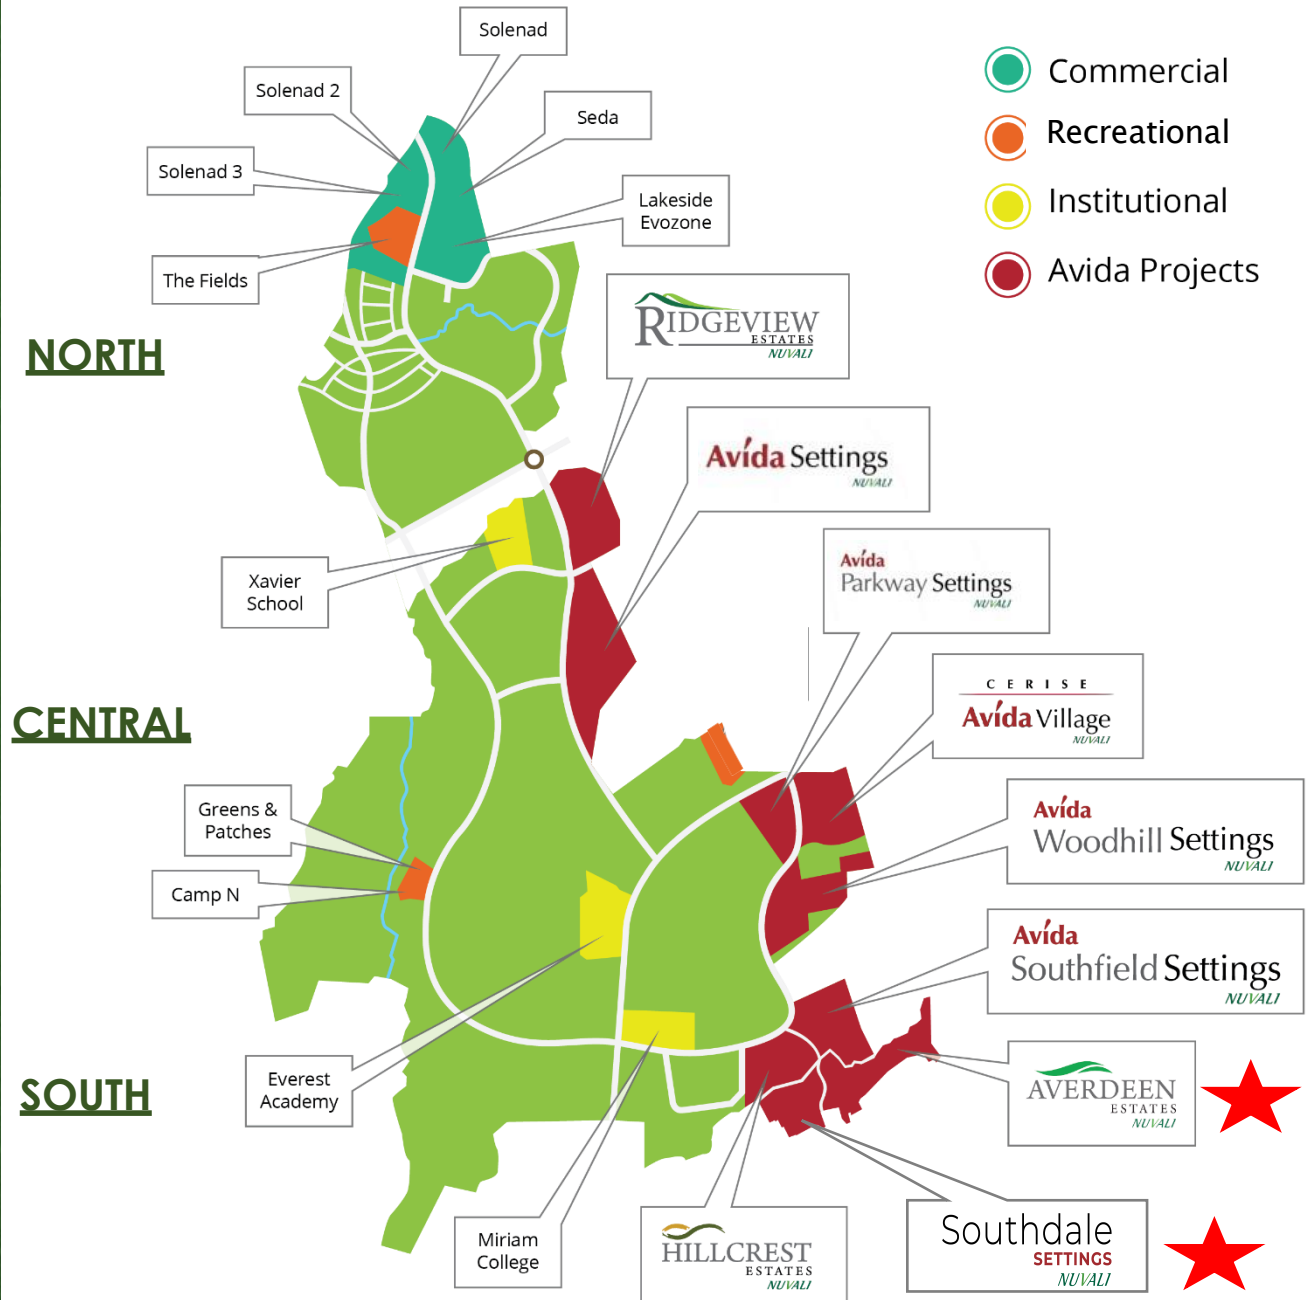 Solenad
Solenad 2
Seda
Solenad 3
Lakeside
Evozone
The Fields
Commercial
Recreational
Institutional
Avida Projects
NORTH
RIDGEVIEW
ESTATES
NUVALI
Avida Settings
NUVALI
Xavier
School
Avida
Parkway Settings
NUVALI
CENTRAL
CERISE
Avida Village
NUVALI
Greens &
Patches
Camp N
Avida
Woodhill Settings
NUVALI
Avida
Southfield Settings
NUVALI
SOUTH
Everest
Academy
AVERDEEN
ESTATES
NUVALI
Miriam
College
HILLCREST
ESTATES
NUVALI
Southdale
SETTINGS
NUVALI